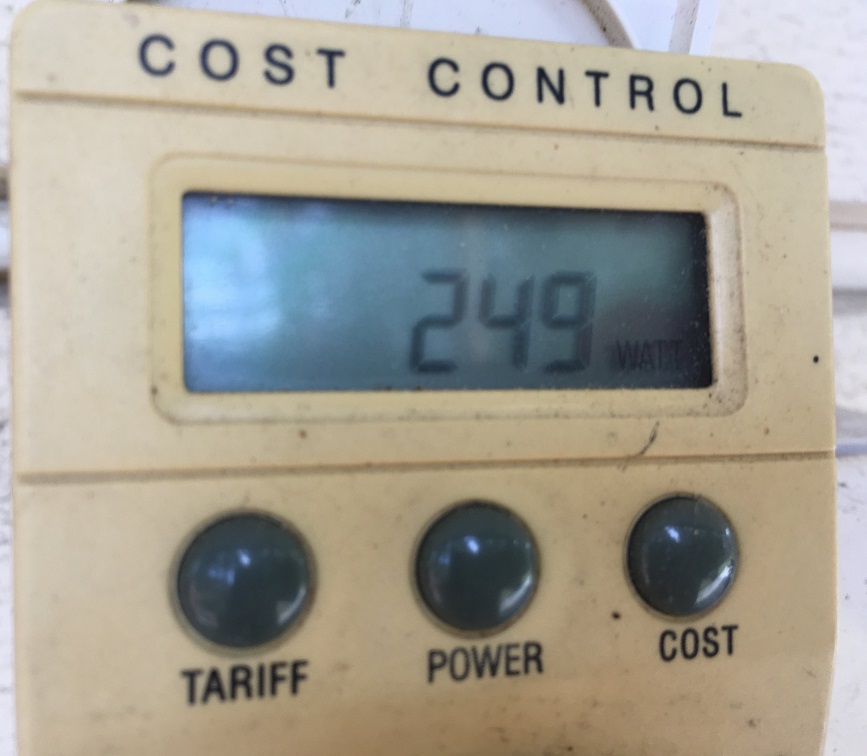 COST CONTROL
249 WATT
TARIFF POWER COST